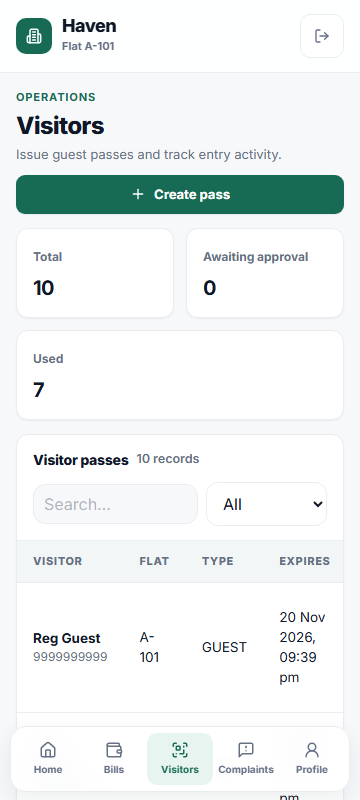 Haven
Flat A-101
OPERATIONS
Visitors
Issue guest passes and track entry activity.
Create pass
Total
10
Awaiting approval
0
Used
7
Visitor passes 10 records
Search...
All
VISITOR FLAT TYPE EXPIRES
Reg Guest
9999999999
A-
101
GUEST
20 Nov
2026,
09:39
pm
Home Bills Visitors Complaints Profile
pm